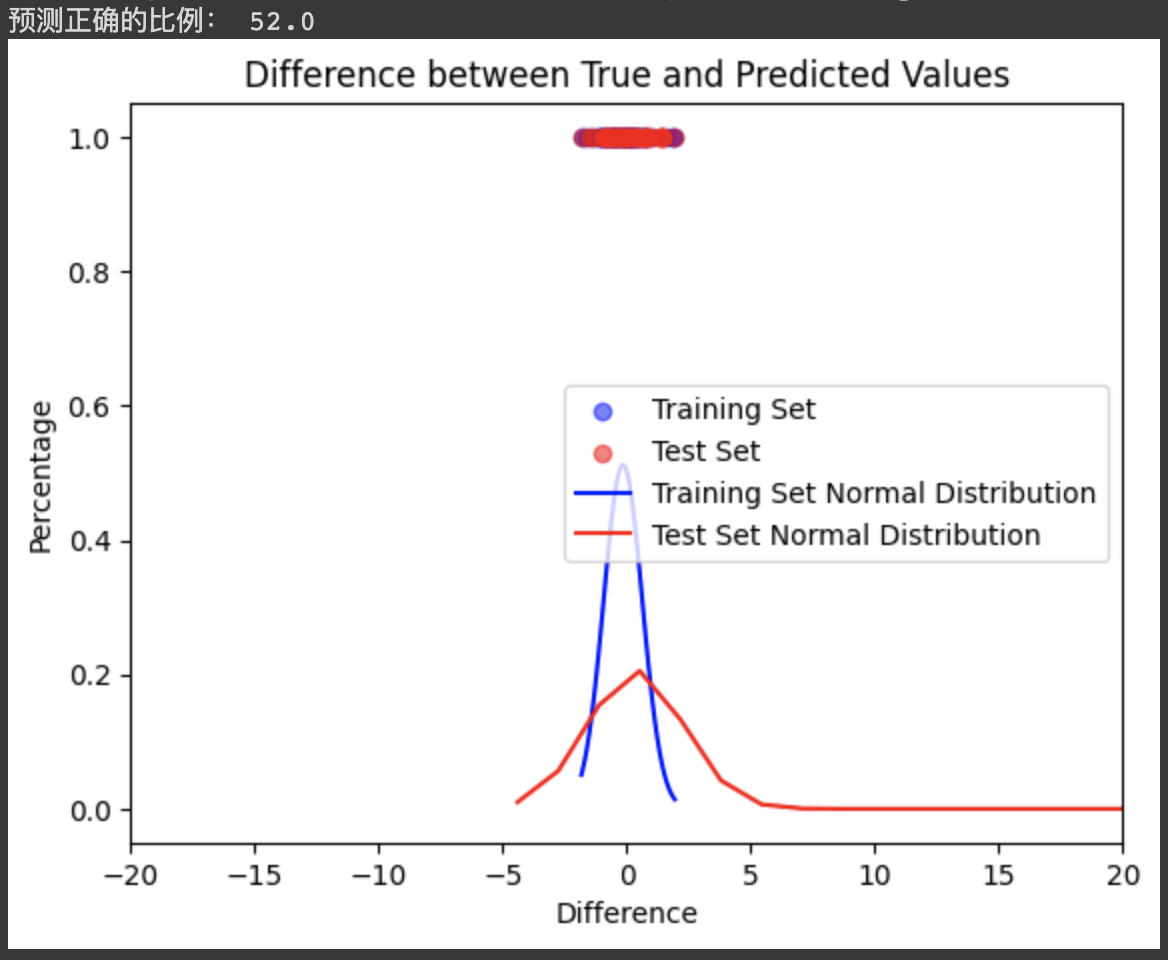 预测正确的比例： 52.0
Difference between True and Predicted Values
1.0
0.8
0.6
0.4
0.2
0.0
Percentage
Training Set
Test Set
Training Set Normal Distribution
Test Set Normal Distribution
−20 −15 −10 −5 0 5 10 15 20
Difference